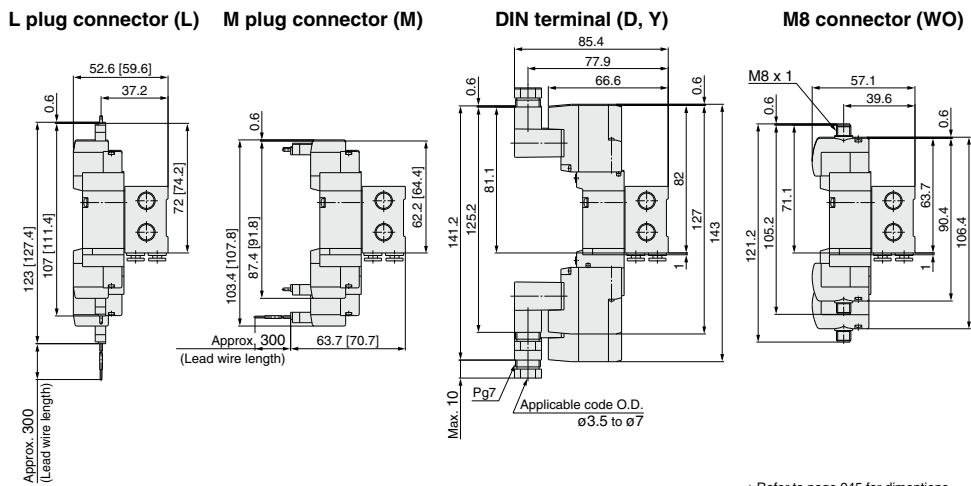 L plug connector (L)
M plug connector (M)
DIN terminal (D, Y)
M8 connector (WO)
52.6 [59.6]
37.2
0.6
123 [127.4]
107 [111.4]
72 [74.2]
Approx. 300
(Lead wire length)
0.6
103.4 [107.8]
87.4 [91.8]
62.2 [64.4]
Approx. 300
(Lead wire length)
63.7 [70.7]
85.4
77.9
66.6
0.6
0.6
141.2
125.2
81.1
82
127
143
1
Max. 10
Pg7
Applicable code O.D.
ø3.5 to ø7
M8 x 1
57.1
39.6
0.6
0.6
121.2
105.2
71.1
63.7
90.4
106.4
1